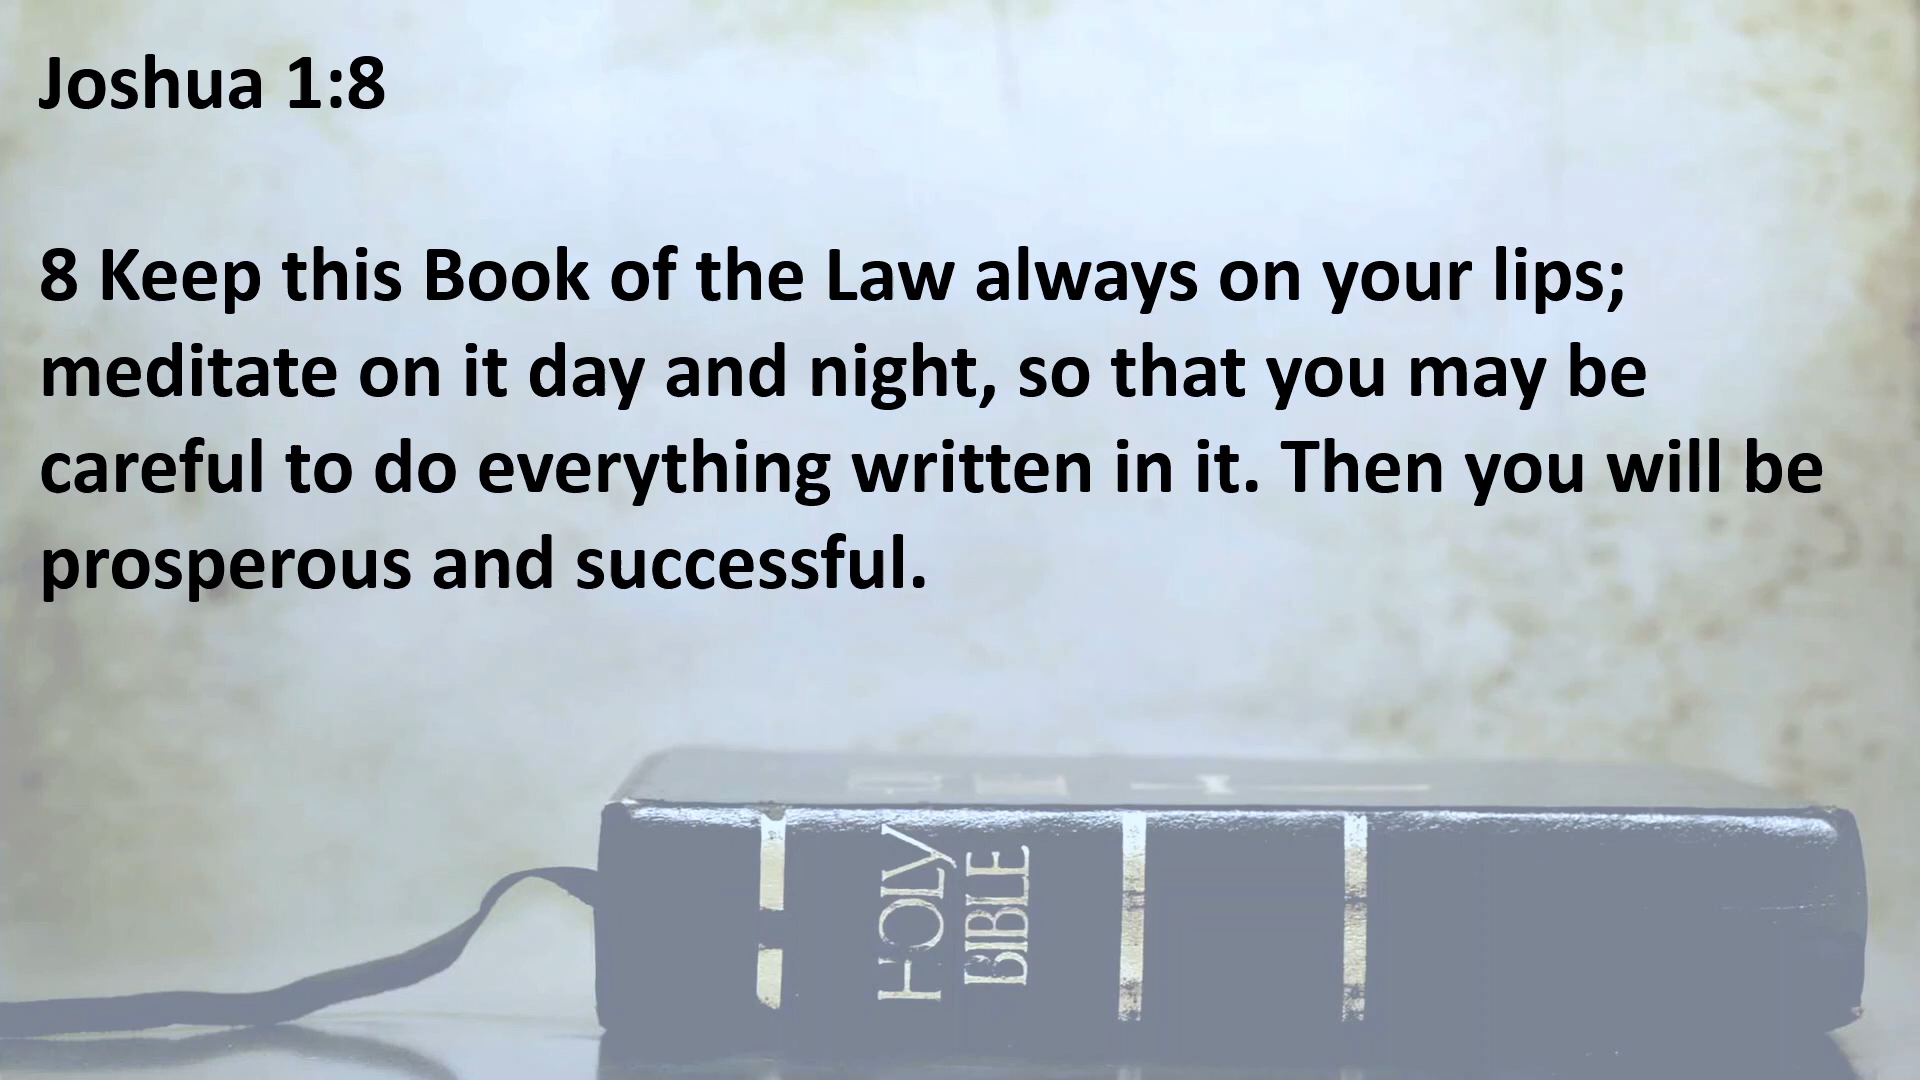 Joshua 1:8
8 Keep this Book of the Law always on your lips;
meditate on it day and night, so that you may be
careful to do everything written in it. Then you will be
prosperous and successful.
HOLY
BIBLE